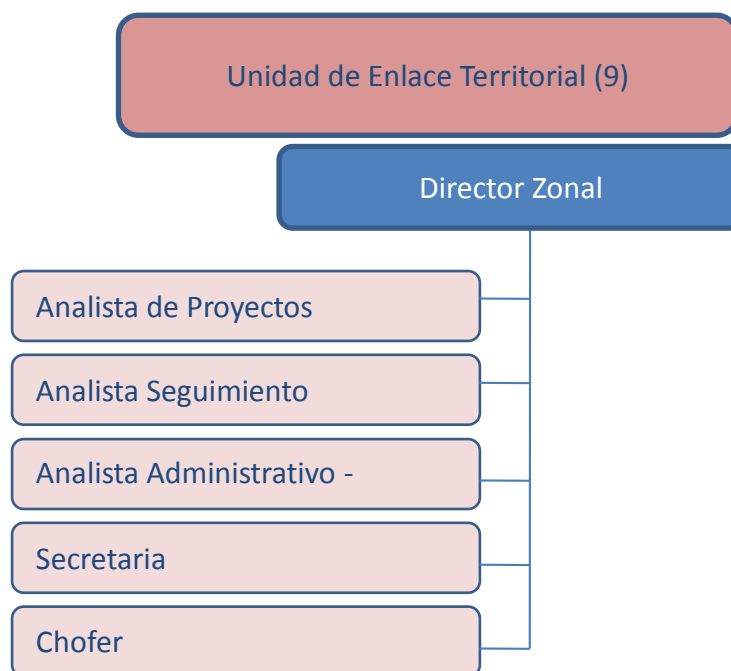 Unidad de Enlace Territorial (9)
Director Zonal
Analista de Proyectos
Analista Seguimiento
Analista Administrativo -
Secretaria
Chofer